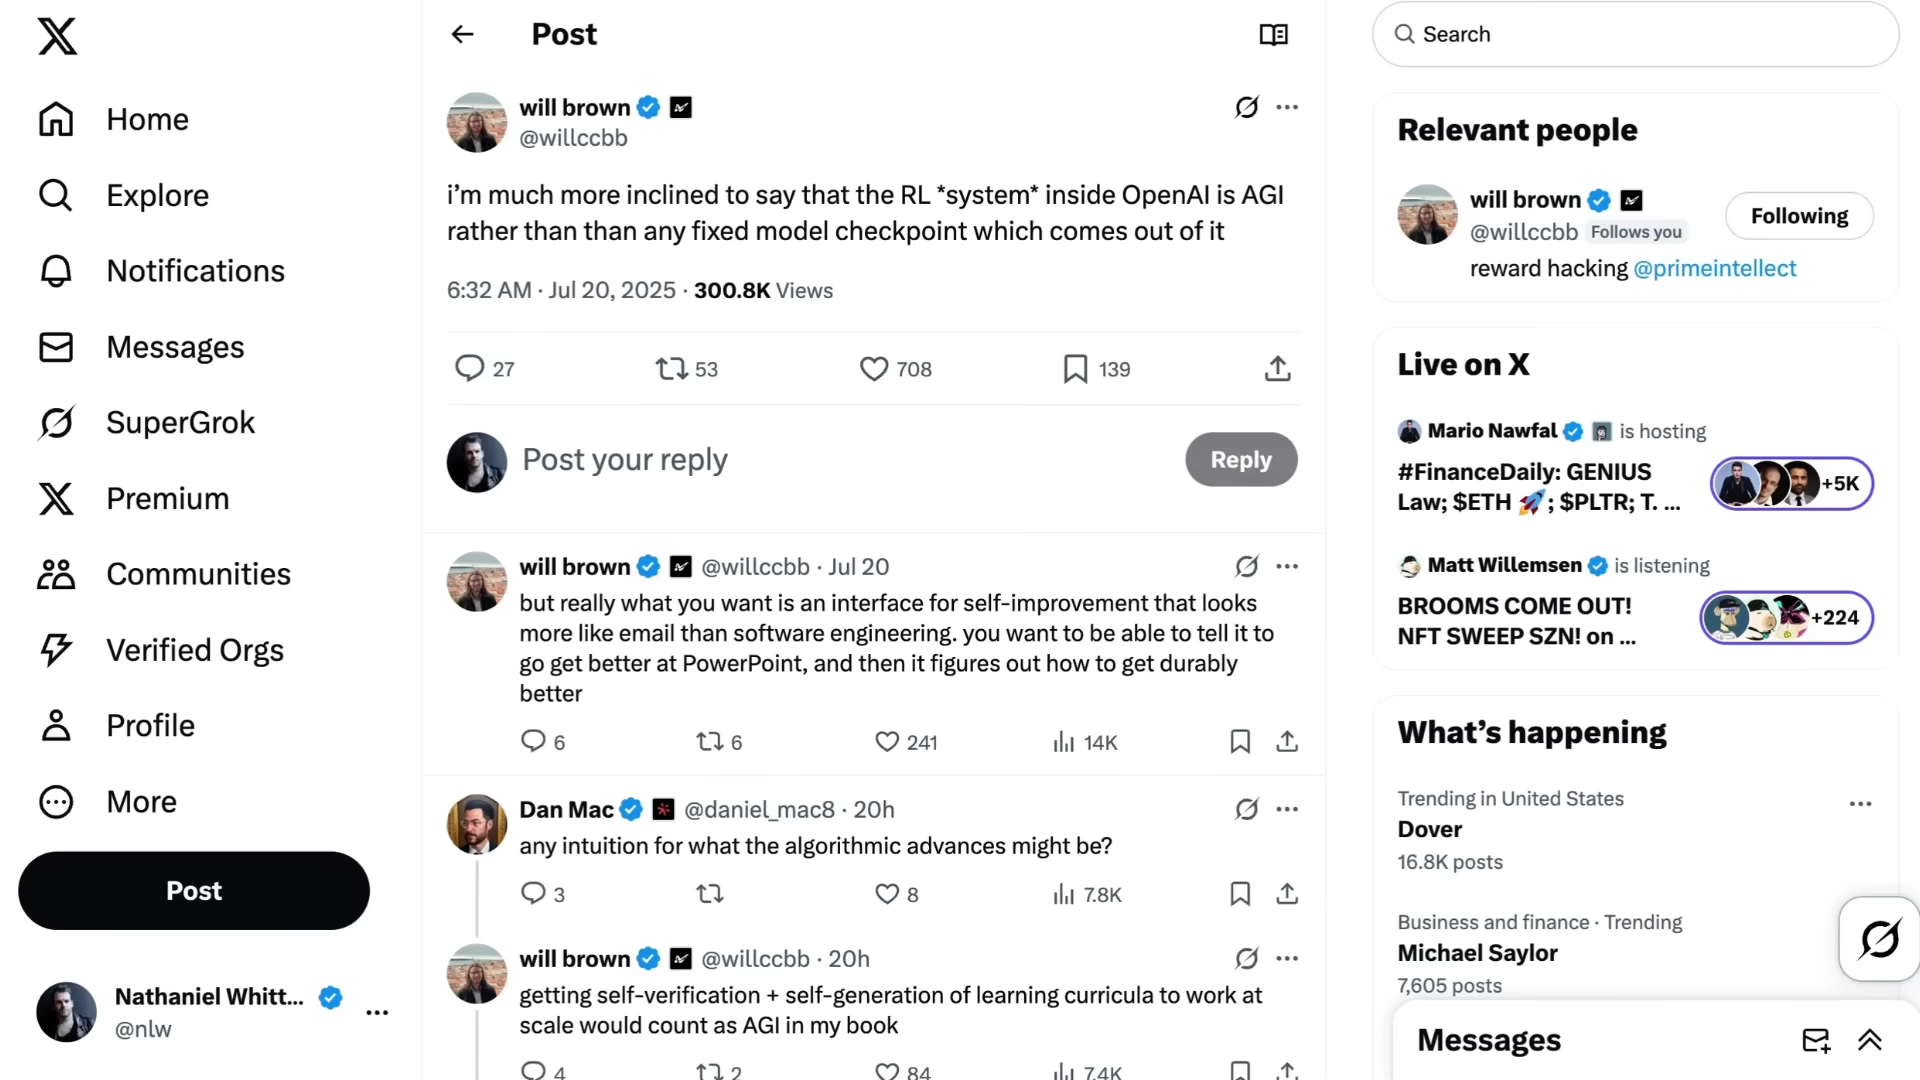 Home
Explore
Notifications
Messages
SuperGrok
Premium
Communities
Verified Orgs
Profile
More
Post
Nathaniel Whitt...
@nlw
Post
will brown
@willccbb
i’m much more inclined to say that the RL *system* inside OpenAI is AGI
rather than than any fixed model checkpoint which comes out of it
6:32 AM · Jul 20, 2025 · 300.8K Views
27 53 708 139
Post your reply
Reply
will brown @willccbb · Jul 20
but really what you want is an interface for self-improvement that looks
more like email than software engineering. you want to be able to tell it to
go get better at PowerPoint, and then it figures out how to get durably
better
6 6 241 14K
Dan Mac @daniel_mac8 · 20h
any intuition for what the algorithmic advances might be?
3 8 7.8K
will brown @willccbb · 20h
getting self-verification + self-generation of learning curricula to work at
scale would count as AGI in my book
4 2 84 7.4K
Search
Relevant people
will brown
@willccbb Follows you
Following
reward hacking @primeintellect
Live on X
Mario Nawfal is hosting
#FinanceDaily: GENIUS
Law; $ETH 🚀; $PLTR; T. ...
+5K
Matt Willemsen is listening
BROOMS COME OUT!
NFT SWEEP SZN! on ...
+224
What’s happening
Trending in United States
Dover
16.8K posts
Business and finance · Trending
Michael Saylor
7,605 posts
Messages